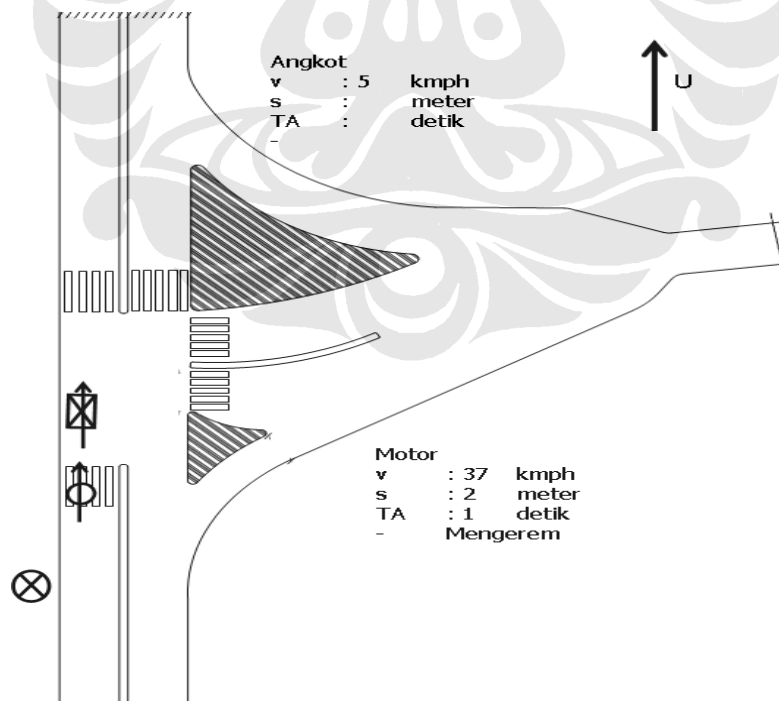 Angkot
v : 5 kmph
s : meter
TA : detik
-
U
Motor
v : 37 kmph
s : 2 meter
TA : 1 detik
- Mengerem